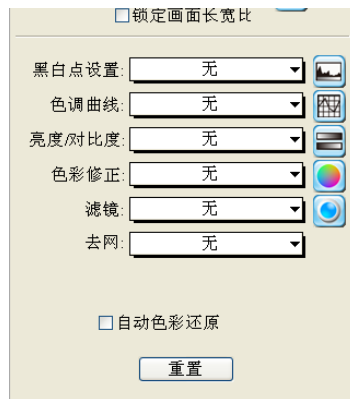 锁定画面长宽比
黑白点设置: 无
色调曲线: 无
亮度/对比度: 无
色彩修正: 无
滤镜: 无
去网: 无
自动色彩还原
重置